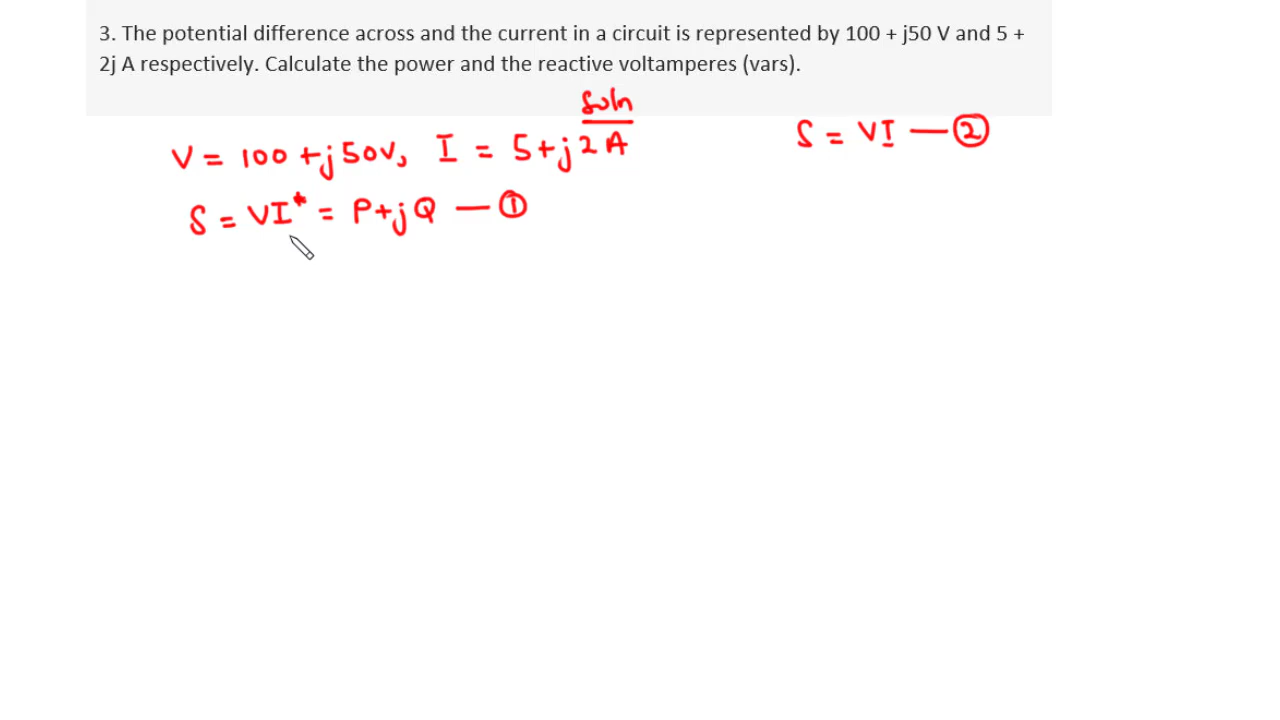 3. The potential difference across and the current in a circuit is represented by 100 + j50 V and 5 +
2j A respectively. Calculate the power and the reactive voltamperes (vars).
Soln
V = 100 + j50V, I = 5 + j2A
S = VI* = P + jQ — ①
S = VI — ②